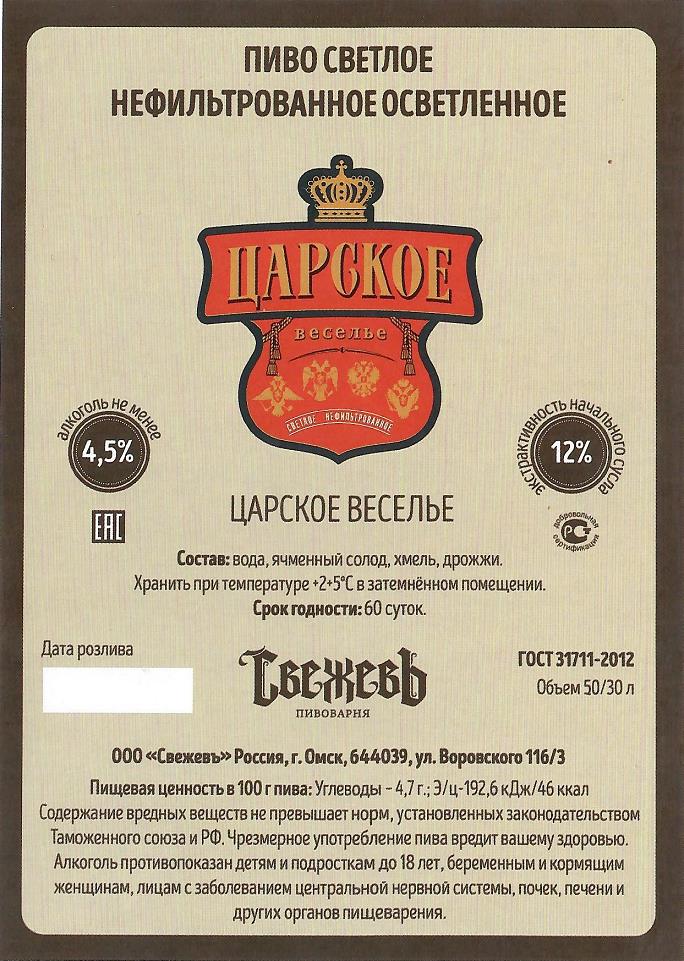 ПИВО СВЕТЛОЕ
НЕФИЛЬТРОВАННОЕ ОСВЕТЛЕННОЕ
ЦАРСКОЕ
веселье
СВЕТЛОЕ НЕФИЛЬТРОВАННОЕ
алкоголь не менее
4,5%
экстрактивность начального сусла
12%
EAC
добровольная
РСТ
сертификация
ЦАРСКОЕ ВЕСЕЛЬЕ
Состав: вода, ячменный солод, хмель, дрожжи.
Хранить при температуре +2+5°С в затемнённом помещении.
Срок годности: 60 суток.
Дата розлива
СвежевЪ
ПИВОВАРНЯ
ГОСТ 31711-2012
Объем 50/30 л
ООО «Свежевъ» Россия, г. Омск, 644039, ул. Воровского 116/3
Пищевая ценность в 100 г пива: Углеводы – 4,7 г.; Э/ц-192,6 кДж/46 ккал
Содержание вредных веществ не превышает норм, установленных законодательством
Таможенного союза и РФ. Чрезмерное употребление пива вредит вашему здоровью.
Алкоголь противопоказан детям и подросткам до 18 лет, беременным и кормящим
женщинам, лицам с заболеванием центральной нервной системы, почек, печени и
других органов пищеварения.